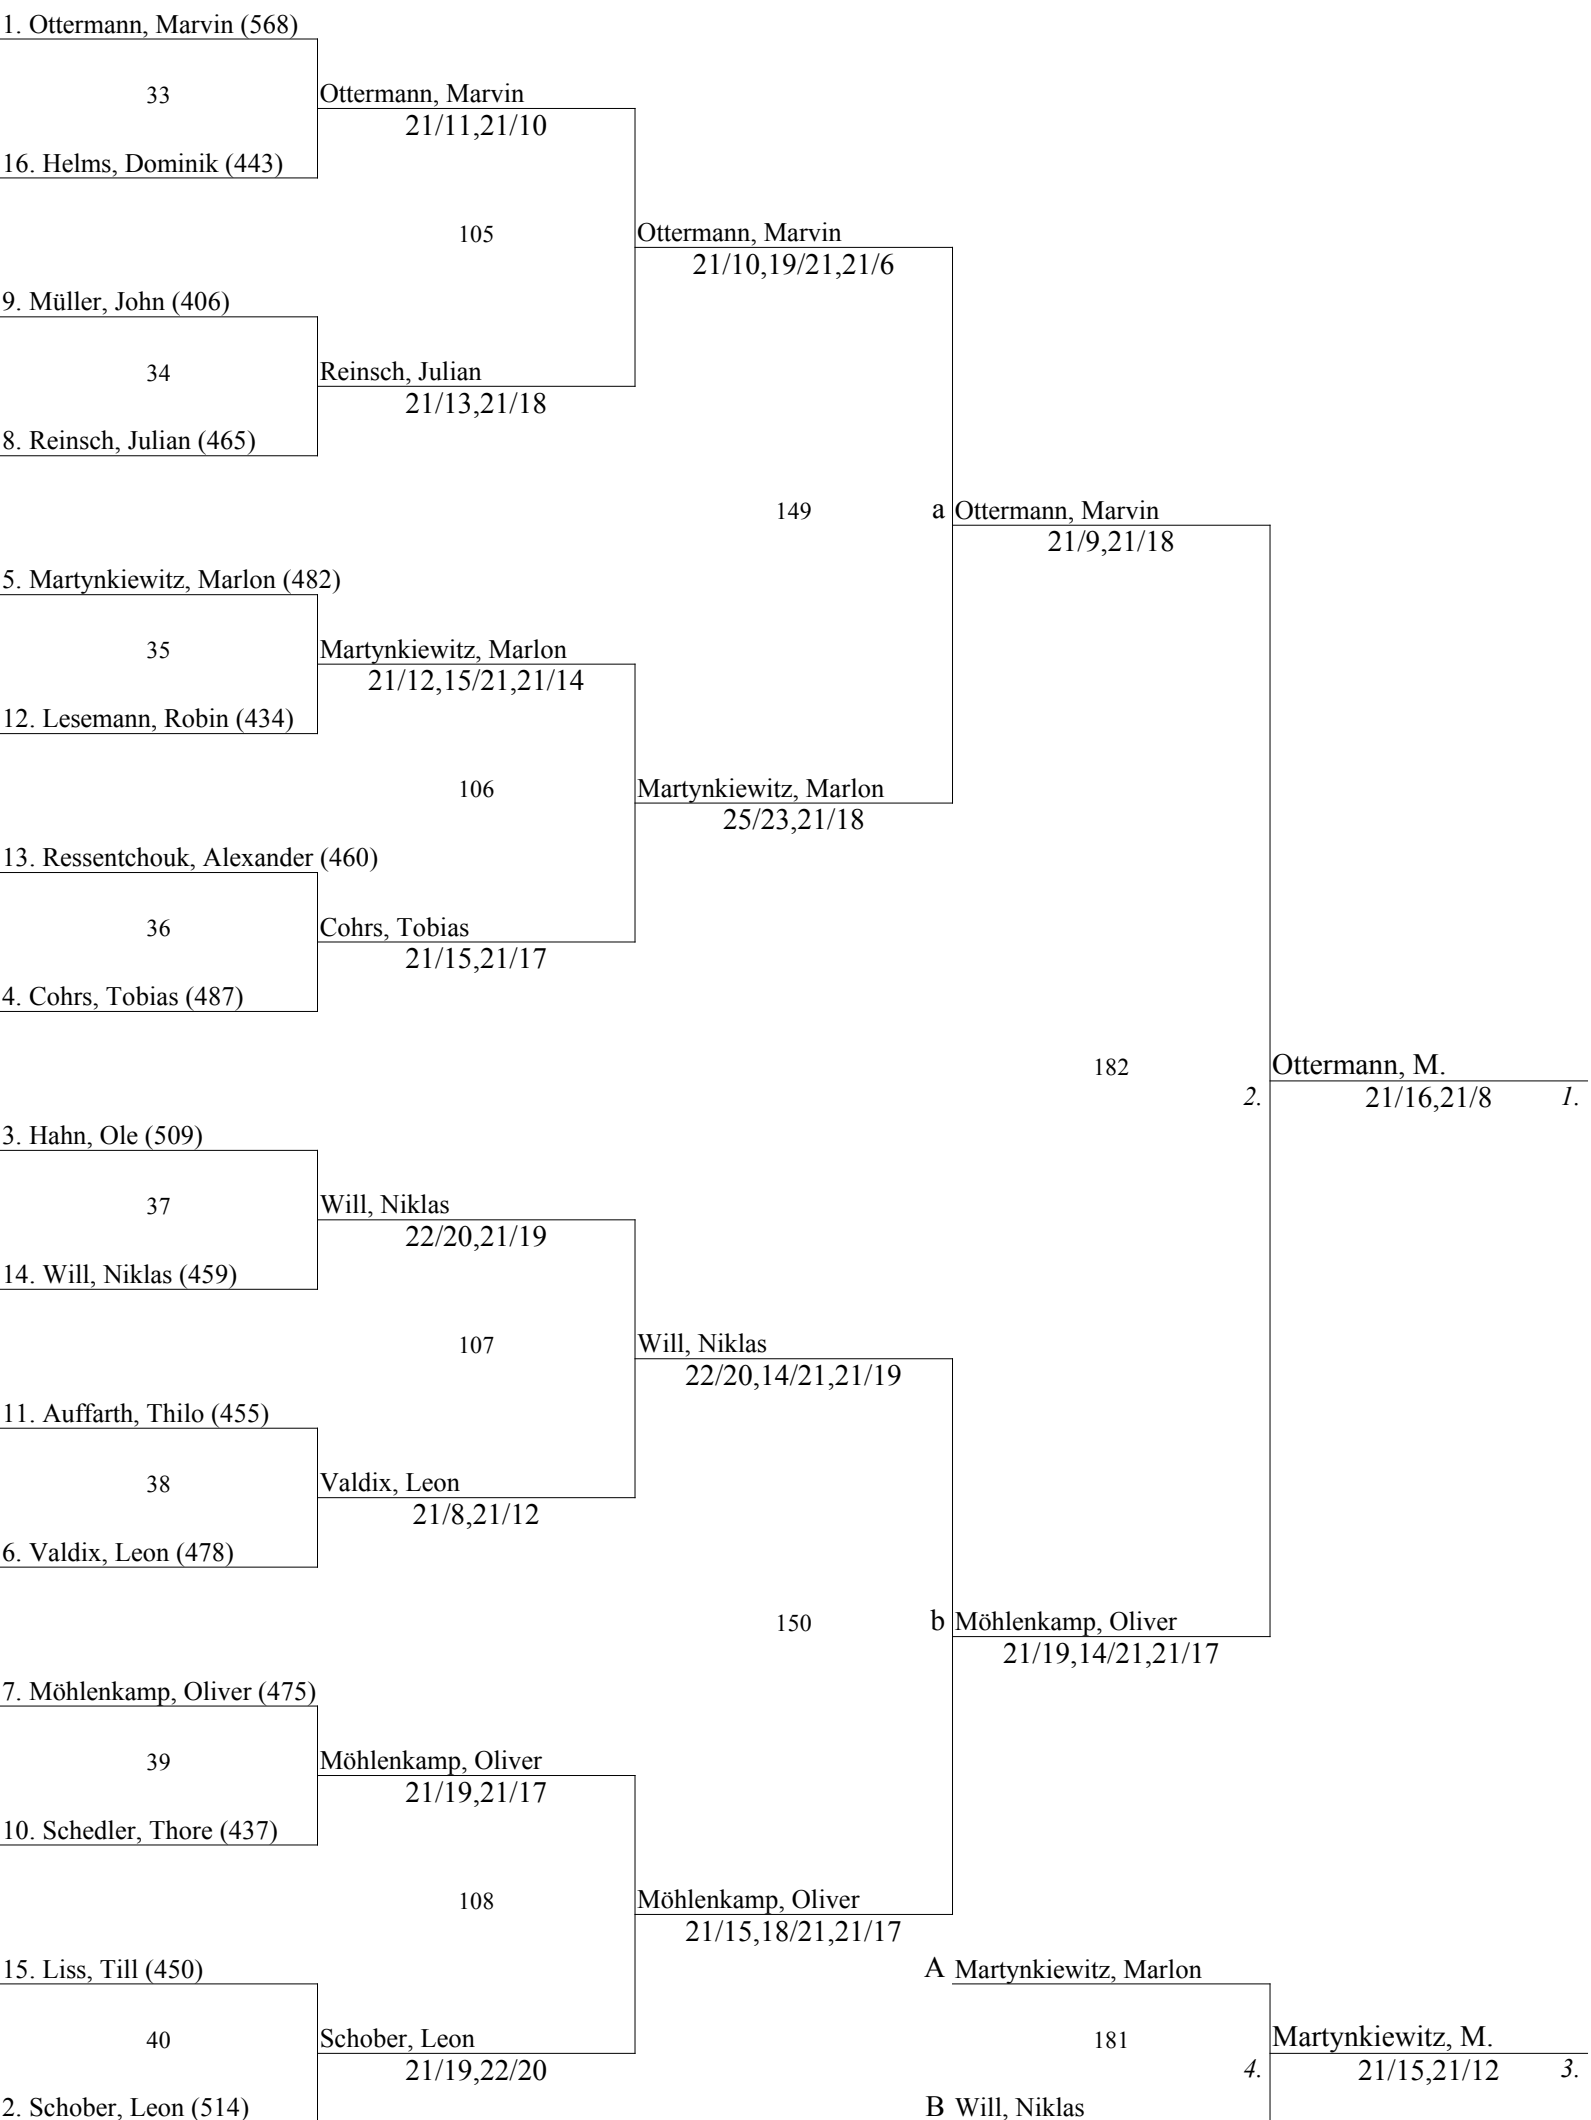 1. Ottermann, Marvin (568)
33
Ottermann, Marvin
21/11,21/10
16. Helms, Dominik (443)
105
Ottermann, Marvin
21/10,19/21,21/6
9. Müller, John (406)
34
Reinsch, Julian
21/13,21/18
8. Reinsch, Julian (465)
149
a Ottermann, Marvin
21/9,21/18
5. Martynkiewitz, Marlon (482)
35
Martynkiewitz, Marlon
21/12,15/21,21/14
12. Lesemann, Robin (434)
106
Martynkiewitz, Marlon
25/23,21/18
13. Ressentchouk, Alexander (460)
36
Cohrs, Tobias
21/15,21/17
4. Cohrs, Tobias (487)
182
Ottermann, M.
2.
21/16,21/8
1.
3. Hahn, Ole (509)
37
Will, Niklas
22/20,21/19
14. Will, Niklas (459)
107
Will, Niklas
22/20,14/21,21/19
11. Auffarth, Thilo (455)
38
Valdix, Leon
21/8,21/12
6. Valdix, Leon (478)
150
b Möhlenkamp, Oliver
21/19,14/21,21/17
7. Möhlenkamp, Oliver (475)
39
Möhlenkamp, Oliver
21/19,21/17
10. Schedler, Thore (437)
108
Möhlenkamp, Oliver
21/15,18/21,21/17
15. Liss, Till (450)
A Martynkiewitz, Marlon
40
Schober, Leon
21/19,22/20
181
Martynkiewitz, M.
4.
21/15,21/12
3.
2. Schober, Leon (514)
B Will, Niklas